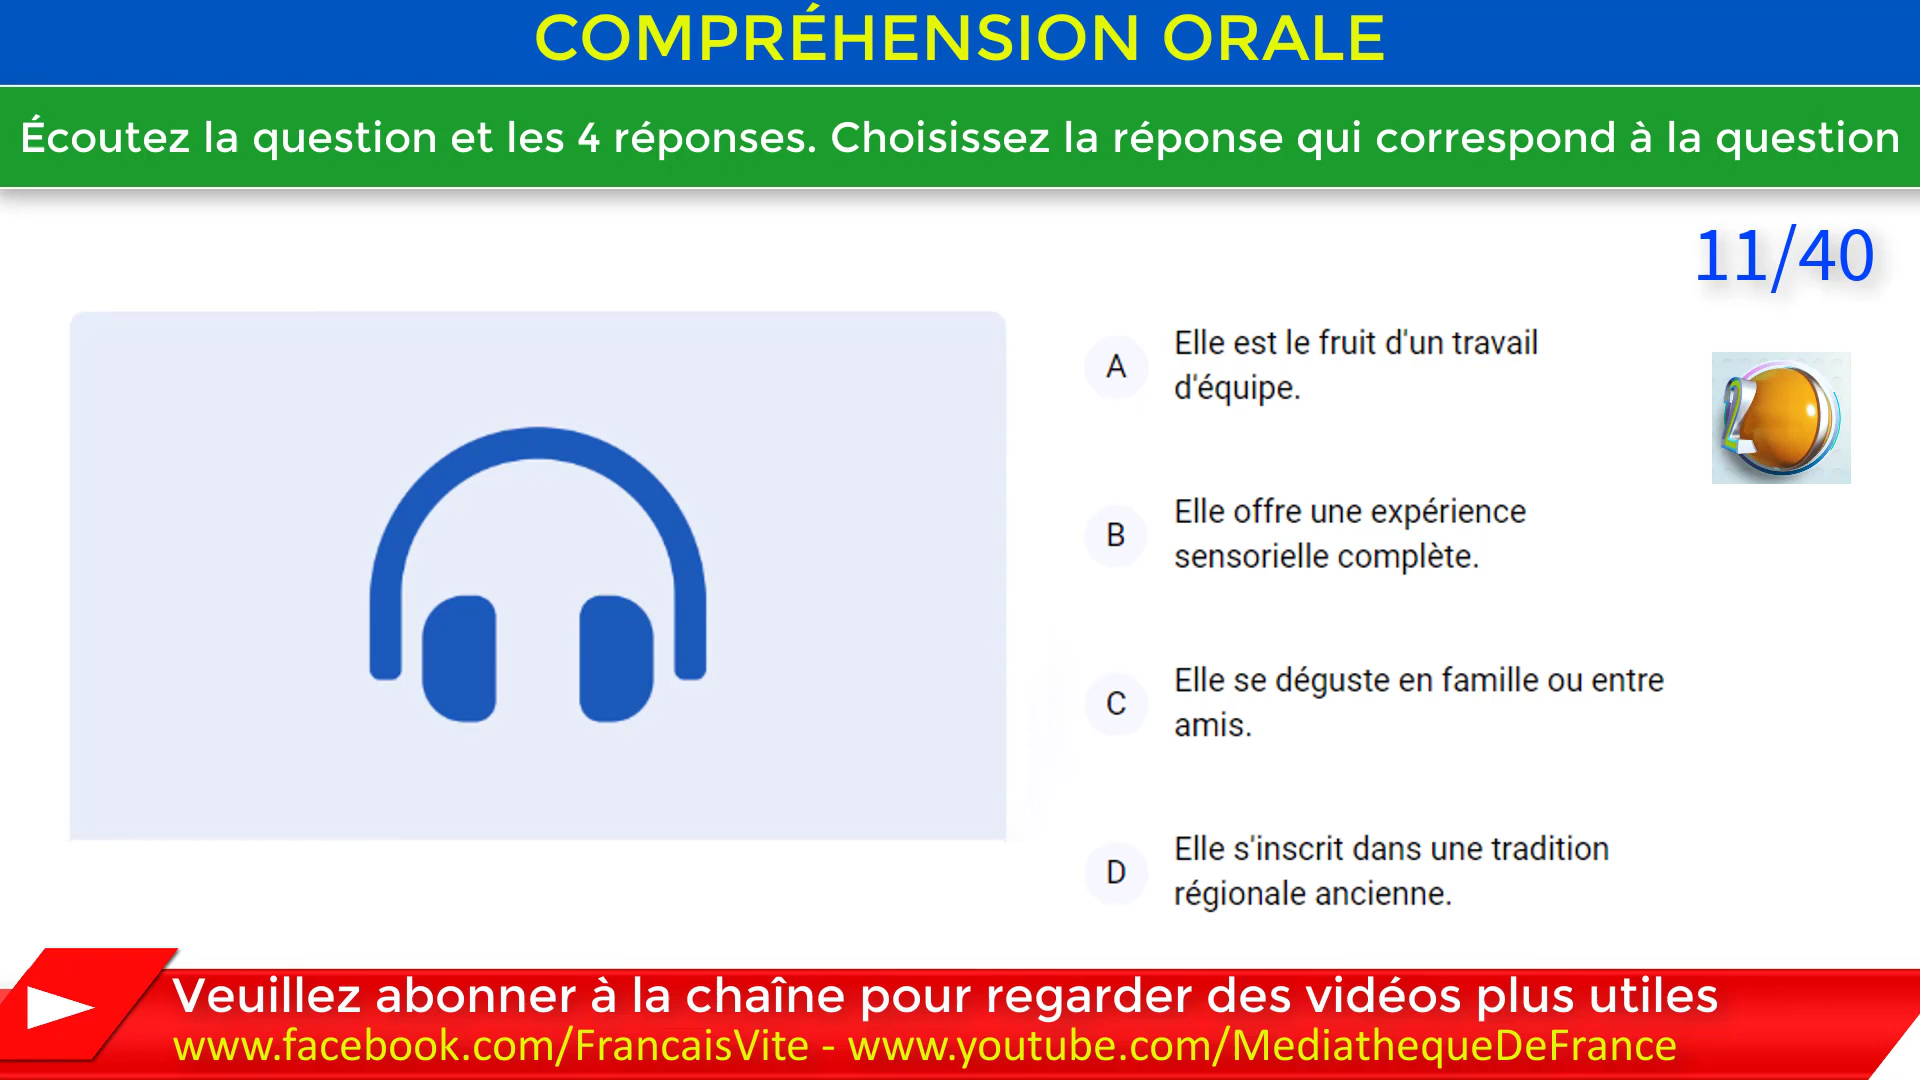 COMPRÉHENSION ORALE
Écoutez la question et les 4 réponses. Choisissez la réponse qui correspond à la question
11/40
A
Elle est le fruit d'un travail
d'équipe.
2
B
Elle offre une expérience
sensorielle complète.
C
Elle se déguste en famille ou entre
amis.
D
Elle s'inscrit dans une tradition
régionale ancienne.
Veuillez abonner à la chaîne pour regarder des vidéos plus utiles
www.facebook.com/FrancaisVite - www.youtube.com/MediathequeDeFrance